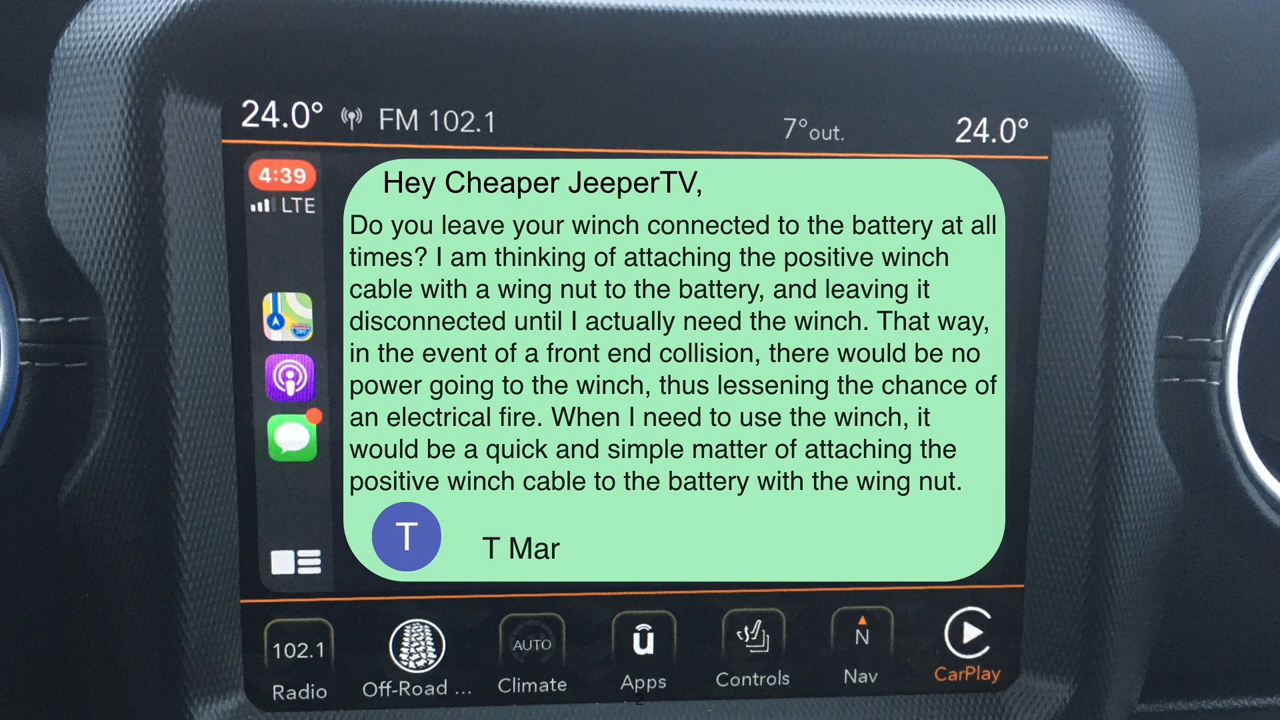 24.0° FM 102.1 7°out. 24.0°
4:39
LTE
Hey Cheaper JeeperTV,
Do you leave your winch connected to the battery at all
times? I am thinking of attaching the positive winch
cable with a wing nut to the battery, and leaving it
disconnected until I actually need the winch. That way,
in the event of a front end collision, there would be no
power going to the winch, thus lessening the chance of
an electrical fire. When I need to use the winch, it
would be a quick and simple matter of attaching the
positive winch cable to the battery with the wing nut.
T T Mar
102.1 AUTO û N
Radio Off-Road ... Climate Apps Controls Nav CarPlay
2